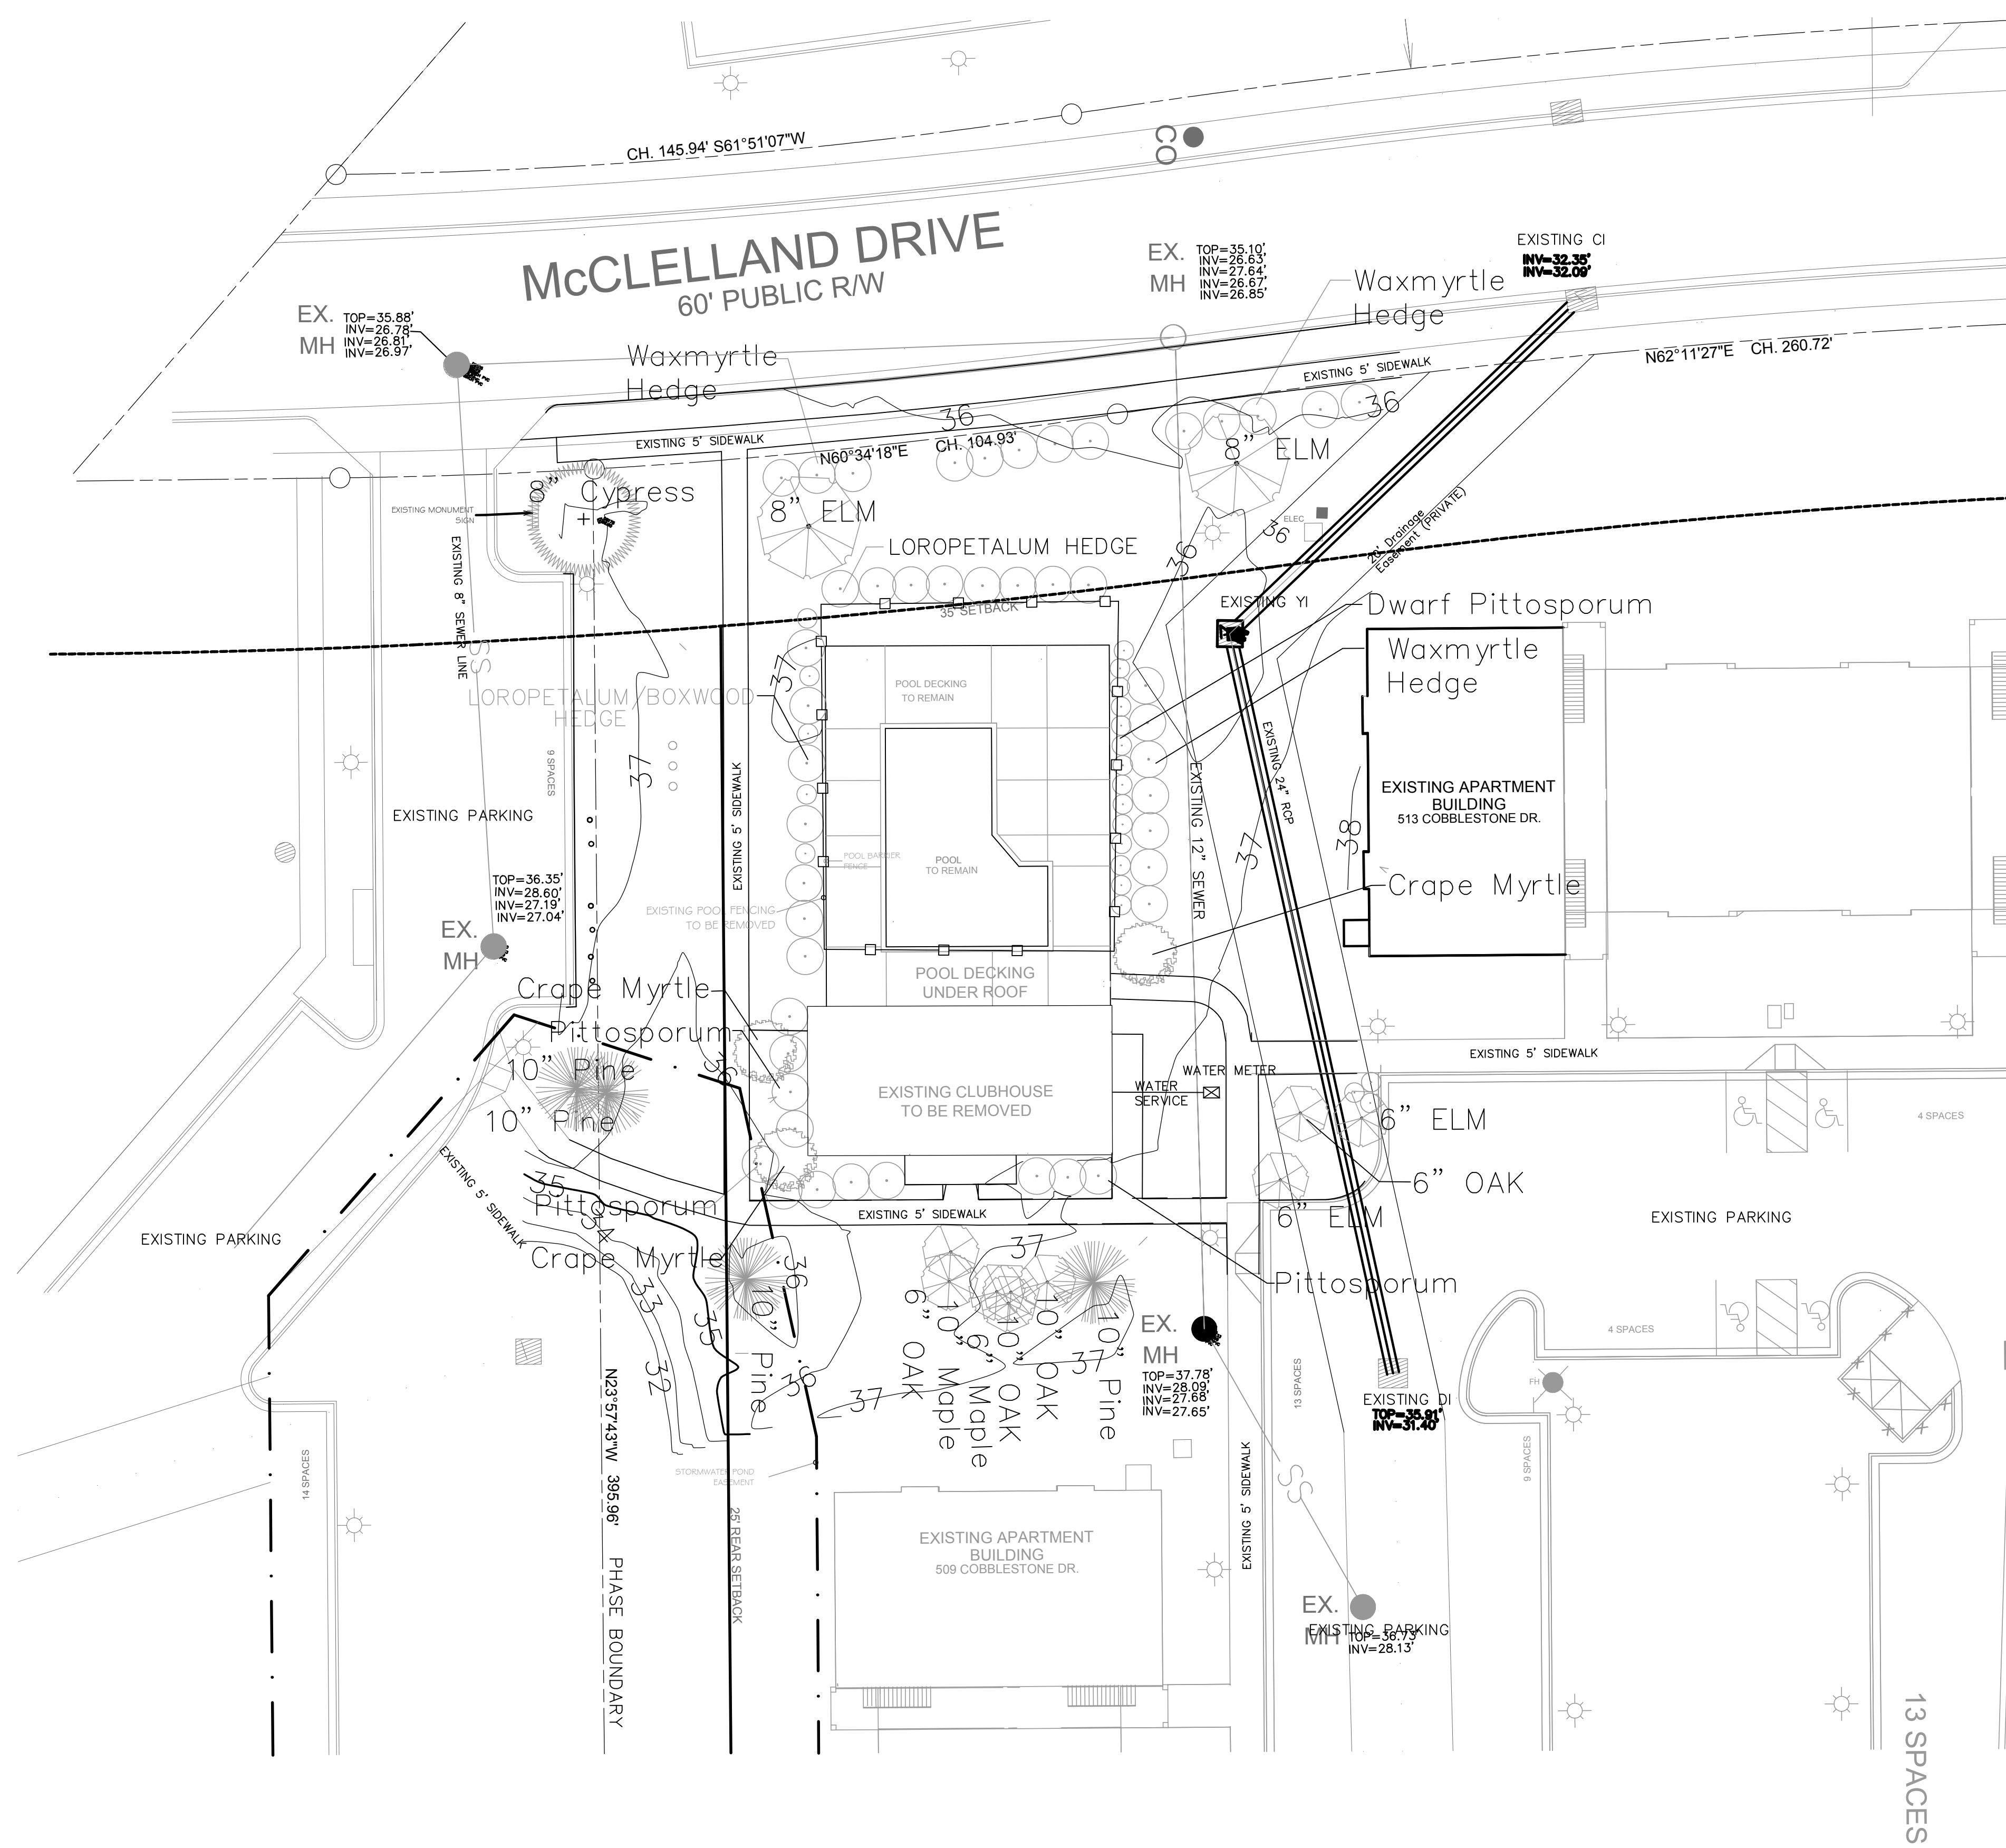 CH. 145.94' S61°51'07"W
CO
McCLELLAND DRIVE
60' PUBLIC R/W
EX.
MH
TOP=35.10'
INV=26.63'
INV=27.64'
INV=26.67'
INV=26.85'
EXISTING CI
INV=32.35'
INV=32.09'
Waxmyrtle
Hedge
EX.
MH
TOP=35.88'
INV=26.78'
INV=26.81'
INV=26.97'
Waxmyrtle
Hedge
N62°11'27"E CH. 260.72'
EXISTING 5' SIDEWALK
36
36
EXISTING 5' SIDEWALK
N60°34'18"E CH. 104.93'
8” ELM
8” Cypress
EXISTING MONUMENT
SIGN
8” ELM
ELEC
36
36
20' Drainage
Easement (PRIVATE)
LOROPETALUM HEDGE
EXISTING 8" SEWER LINE
SS
35' SETBACK
EXISTING YI
Dwarf Pittosporum
Waxmyrtle
Hedge
37
LOROPETALUM/BOXWOOD
HEDGE
POOL DECKING
TO REMAIN
9 SPACES
37
EXISTING 5' SIDEWALK
EXISTING 12" SEWER
EXISTING 24" RCP
EXISTING APARTMENT
BUILDING
513 COBBLESTONE DR.
EXISTING PARKING
38
37
POOL BARRIER
FENCE
POOL
TO REMAIN
Crape Myrtle
TOP=36.35'
INV=28.60'
INV=27.19'
INV=27.04'
EX.
MH
EXISTING POOL FENCING
TO BE REMOVED
POOL DECKING
UNDER ROOF
Crape Myrtle
Pittosporum
EXISTING 5' SIDEWALK
10” Pine
36
WATER METER
WATER
SERVICE
EXISTING CLUBHOUSE
TO BE REMOVED
10” Pine
6” ELM
4 SPACES
EXISTING 5' SIDEWALK
35
6” OAK
Pittosporum
34
EXISTING 5' SIDEWALK
6” ELM
EXISTING PARKING
EXISTING PARKING
Crape Myrtle
37
36
Pittosporum
33
35
32
10”
Pine
6”
OAK
10”
Maple
6”
Maple
10”
OAK
10”
OAK
10”
Pine
37
EX.
MH
TOP=37.78'
INV=28.09'
INV=27.68'
INV=27.65'
4 SPACES
FH
13 SPACES
EXISTING DI
TOP=35.91'
INV=31.40'
36
37
N23°57'43"W 395.96' PHASE BOUNDARY
STORMWATER POND
EASEMENT
14 SPACES
9 SPACES
EXISTING 5' SIDEWALK
SS
25' REAR SETBACK
EXISTING APARTMENT
BUILDING
509 COBBLESTONE DR.
EX.
MH
EXISTING PARKING
TOP=36.73'
INV=28.13'
13 SPACES